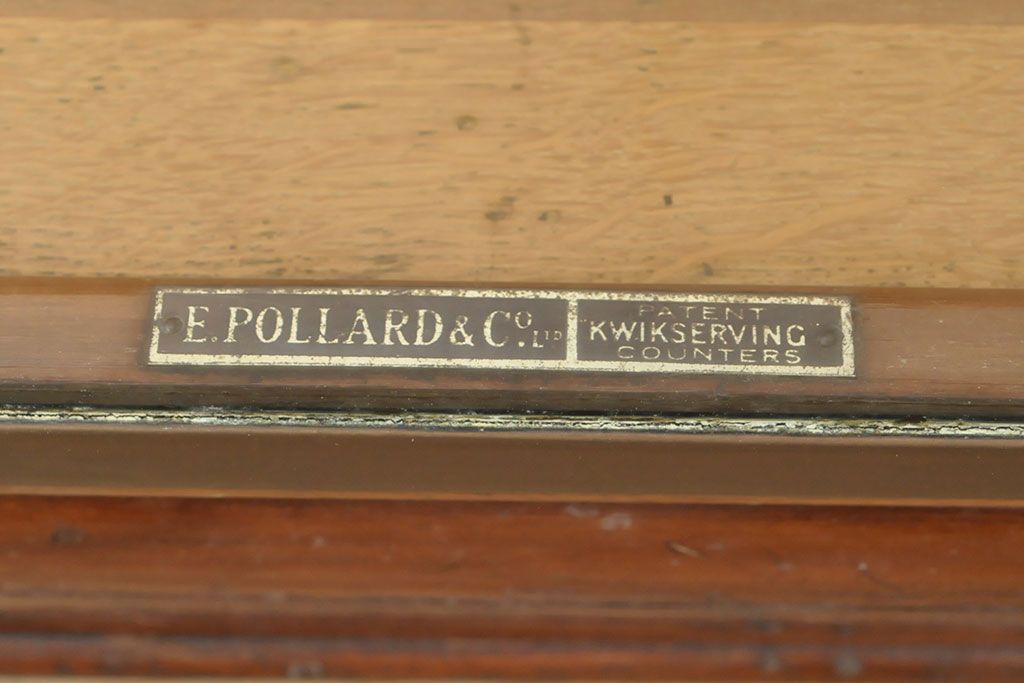 E. POLLARD & CO. LTD
PATENT
"KWIKSERVING"
COUNTERS